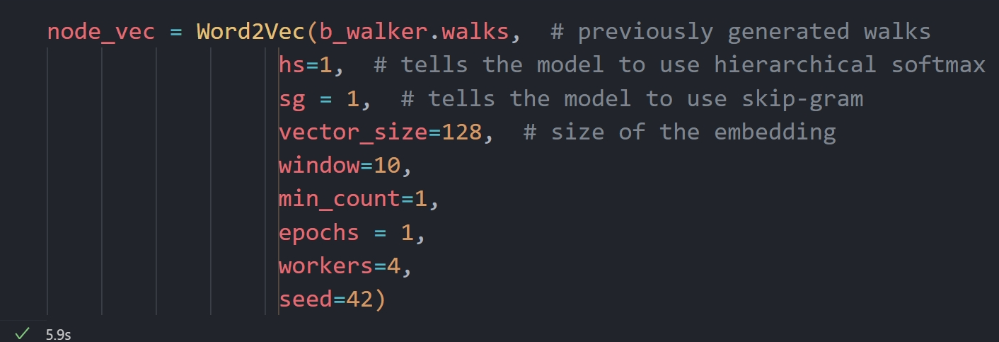 node_vec = Word2Vec(b_walker.walks,  # previously generated walks
hs=1,  # tells the model to use hierarchical softmax
sg = 1,  # tells the model to use skip-gram
vector_size=128,  # size of the embedding
window=10,
min_count=1,
epochs = 1,
workers=4,
seed=42)
5.9s